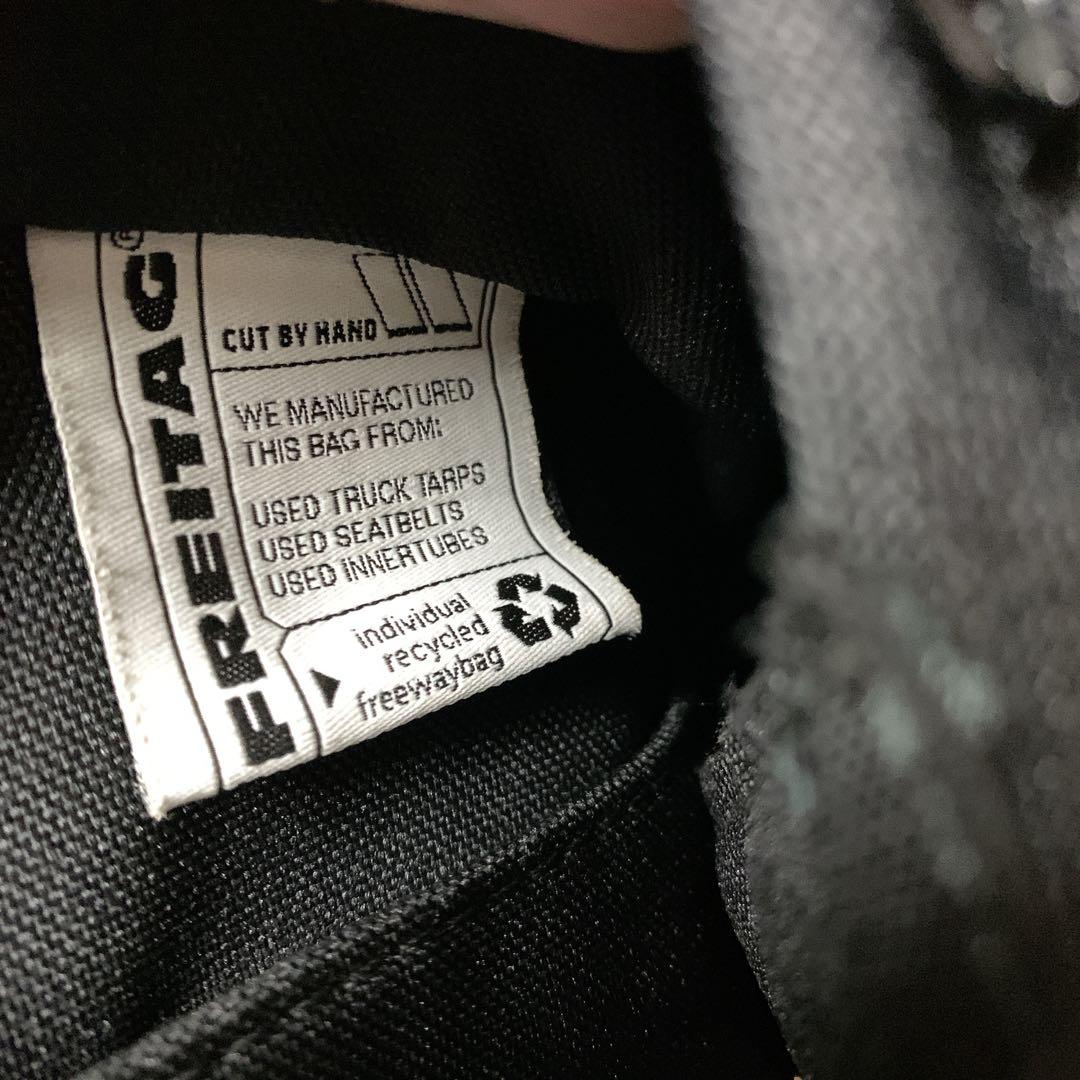 FREITAG®
CUT BY HAND
WE MANUFACTURED
THIS BAG FROM:
USED TRUCK TARPS
USED SEATBELTS
USED INNERTUBES
individual
recycled
freewaybag